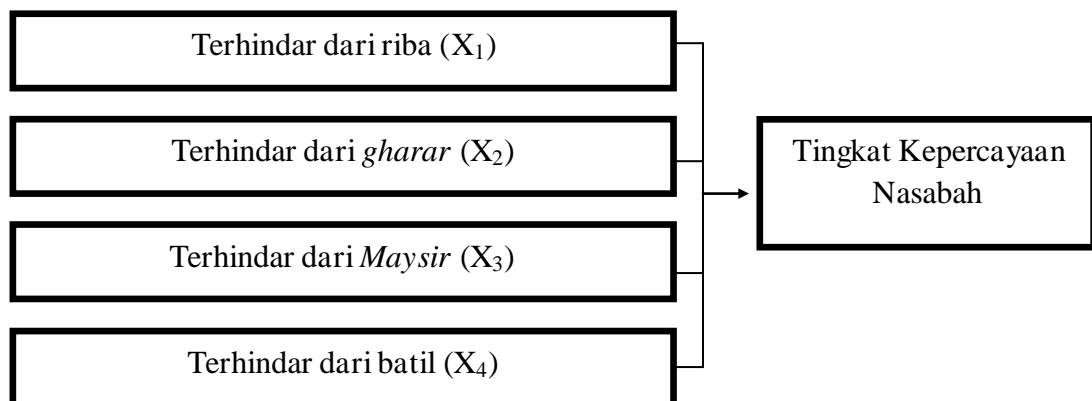 Terhindar dari riba (X₁)
Terhindar dari gharar (X₂)
Terhindar dari Maysir (X₃)
Terhindar dari batil (X₄)
Tingkat Kepercayaan
Nasabah